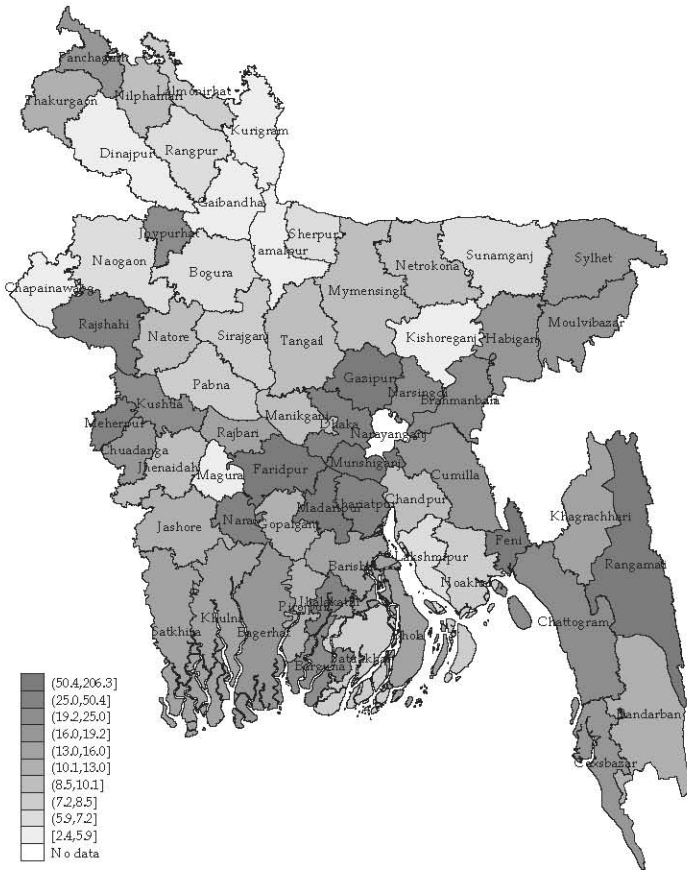 Panchagarh
Lalmonirhat
Thakurgaon
Nilphamari
Kurigram
Dinajpur
Rangpur
Gaibandha
Joypurhat
Sherpur
Jamalpur
Naogaon
Bogura
Netrokona
Sunamganj
Sylhet
Chapainawabg
Mymensingh
Rajshahi
Natore
Sirajganj
Tangail
Kishoreganj
Habiganj
Moulvibazar
Pabna
Gazipur
Narsingdi
Brahmanbari
Kushtia
Meherpur
Manikganj
Dhaka
Narayanganj
Rajbari
Chuadanga
Jhenaidah
Magura
Faridpur
Munshiganj
Cumilla
Madaripur
Shariatpur
Chandpur
Khagrachhari
Jashore
Narail
Gopalganj
Feni
Lakshmipur
Rangamati
Barishal
Noakhali
Satkhira
Khulna
Bagerhat
Pirojpur
Jhalakathi
Chattogram
Bhola
Barguna
Patuakhali
Bandarban
Coxsbazar
(50.4,206.3]
(25.0,50.4]
(19.2,25.0]
(16.0,19.2]
(13.0,16.0]
(10.1,13.0]
(8.5,10.1]
(7.2,8.5]
(5.9,7.2]
[2.4,5.9]
No data